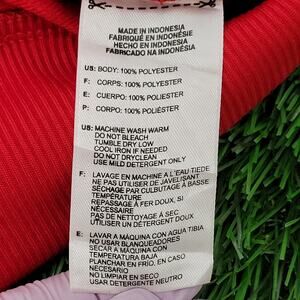 MADE IN INDONESIA
FABRIQUÉ EN INDONÉSIE
HECHO EN INDONESIA
FABRICADO NA INDONÉSIA
US: BODY: 100% POLYESTER
F: CORPS: 100% POLYESTER
E: CUERPO: 100% POLIÉSTER
P: CORPO: 100% POLIÉSTER
US: MACHINE WASH WARM
DO NOT BLEACH
TUMBLE DRY LOW
COOL IRON IF NEEDED
DO NOT DRYCLEAN
USE MILD DETERGENT ONLY
F: LAVAGE EN MACHINE A L'EAU TIEDE
NE PAS UTILISER DE JAVELISANT
SÉCHAGE PAR CULBUTAGE À BASSE
TEMPÉRATURE
REPASSAGE À FER DOUX, SI
NÉCESSAIRE
PAS DE NETTOYAGE À SEC
UTILISER UN DÉTERGENT DOUX
E: LAVAR A MÁQUINA CON AGUA TIBIA
NO USAR BLANQUEADORES
SECAR A MÁQUINA CON
TEMPERATURA BAJA
PLANCHAR EN FRÍO, EN CASO
NECESARIO
NO LIMPIAR EN SECO
USAR DETERGENTE NEUTRO